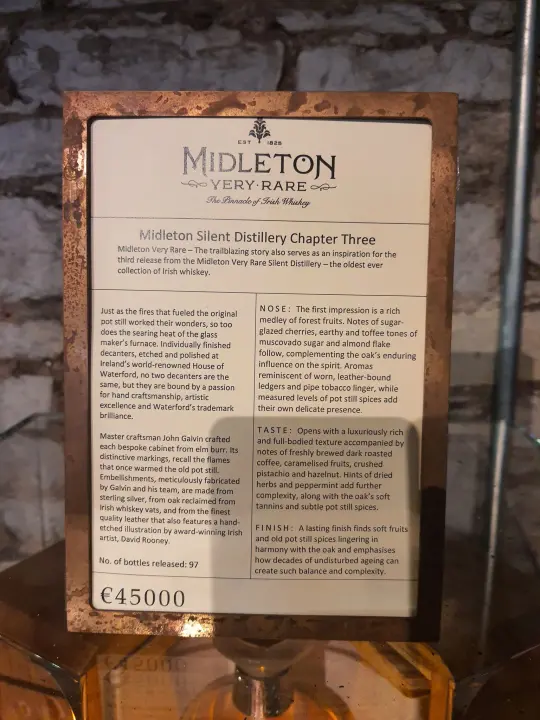 EST 1825
MIDLETON
VERY·RARE
The Pinnacle of Irish Whiskey
Midleton Silent Distillery Chapter Three
Midleton Very Rare – The trailblazing story also serves as an inspiration for the
third release from the Midleton Very Rare Silent Distillery – the oldest ever
collection of Irish whiskey.
Just as the fires that fueled the original
pot still worked their wonders, so too
does the searing heat of the glass
maker's furnace. Individually finished
decanters, etched and polished at
Ireland's world-renowned House of
Waterford, no two decanters are the
same, but they are bound by a passion
for hand craftsmanship, artistic
excellence and Waterford's trademark
brilliance.
Master craftsman John Galvin crafted
each bespoke cabinet from elm burr. Its
distinctive markings, recall the flames
that once warmed the old pot still.
Embellishments, meticulously fabricated
by Galvin and his team, are made from
sterling silver, from oak reclaimed from
Irish whiskey vats, and from the finest
quality leather that also features a hand-
etched illustration by award-winning Irish
artist, David Rooney.
No. of bottles released: 97
€45000
NOSE: The first impression is a rich
medley of forest fruits. Notes of sugar-
glazed cherries, earthy and toffee tones of
muscovado sugar and almond flake
follow, complementing the oak's enduring
influence on the spirit. Aromas
reminiscent of worn, leather-bound
ledgers and pipe tobacco linger, while
measured levels of pot still spices add
their own delicate presence.
TASTE: Opens with a luxuriously rich
and full-bodied texture accompanied by
notes of freshly brewed dark roasted
coffee, caramelised fruits, crushed
pistachio and hazelnut. Hints of dried
herbs and peppermint add further
complexity, along with the oak's soft
tannins and subtle pot still spices.
FINISH: A lasting finish finds soft fruits
and old pot still spices lingering in
harmony with the oak and emphasises
how decades of undisturbed ageing can
create such balance and complexity.